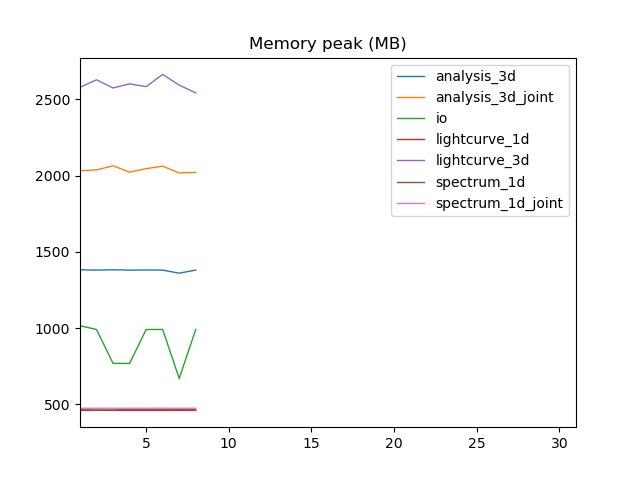 Memory peak (MB)
2500
2000
1500
1000
500
5
10
15
20
25
30
analysis_3d
analysis_3d_joint
io
lightcurve_1d
lightcurve_3d
spectrum_1d
spectrum_1d_joint